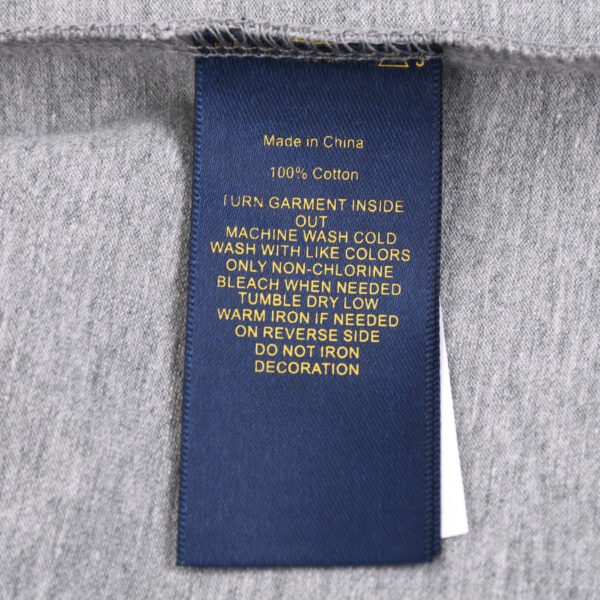 Made in China
100% Cotton
TURN GARMENT INSIDE
OUT
MACHINE WASH COLD
WASH WITH LIKE COLORS
ONLY NON-CHLORINE
BLEACH WHEN NEEDED
TUMBLE DRY LOW
WARM IRON IF NEEDED
ON REVERSE SIDE
DO NOT IRON
DECORATION